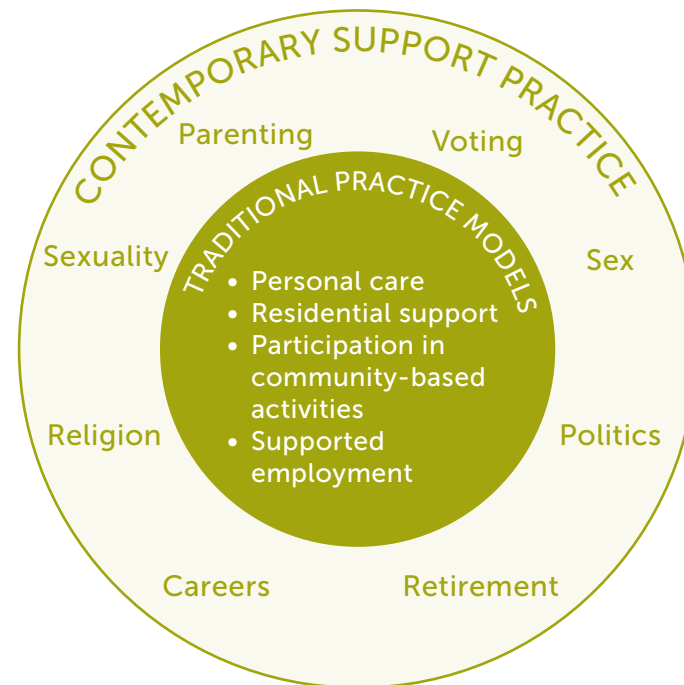 CONTEMPORARY SUPPORT PRACTICE
Parenting
Voting
TRADITIONAL PRACTICE MODELS
Sexuality
Sex
• Personal care
• Residential support
• Participation in
community-based
activities
• Supported
employment
Religion
Politics
Careers
Retirement